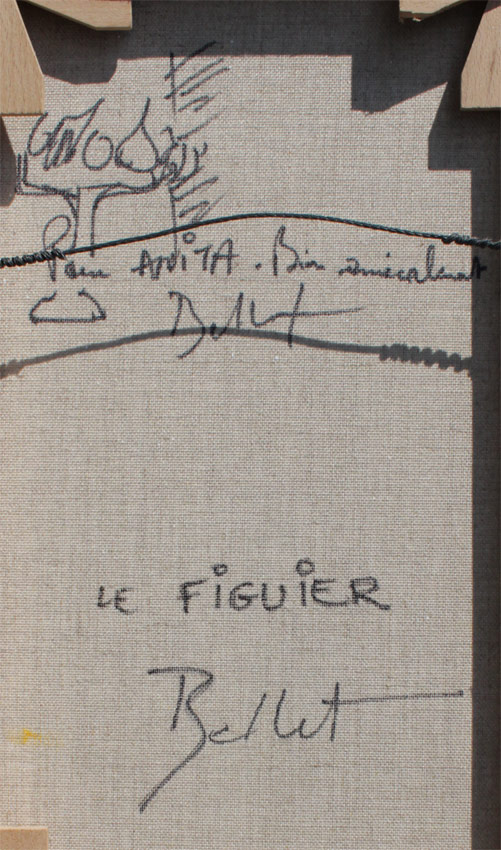 Pour ANiTA. Bien amicalement
Bellet
LE FiGUiER
Bellet